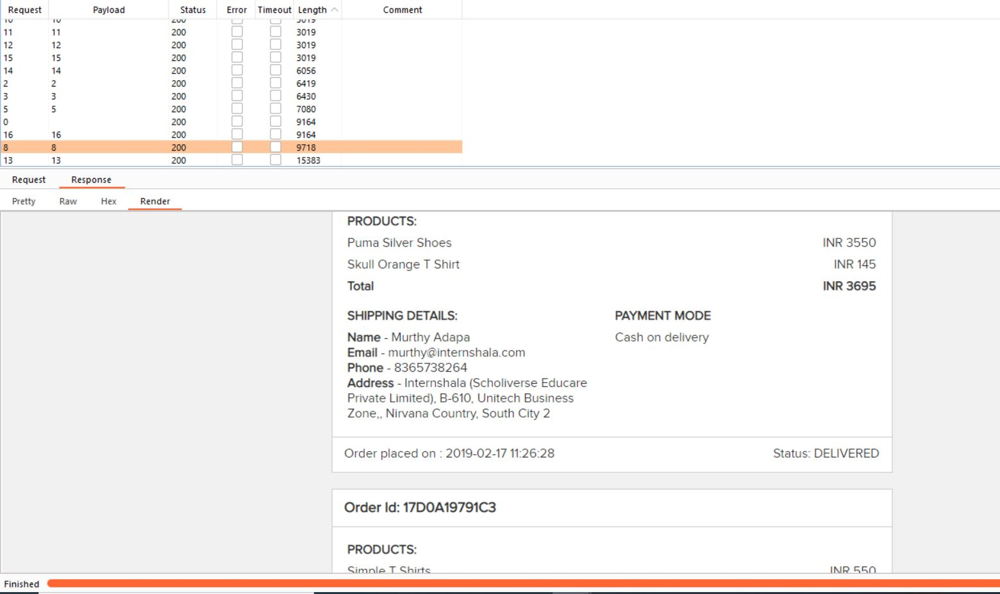 Request Payload Status Error Timeout Length Comment
10 10 200 3019
11 11 200 3019
12 12 200 3019
15 15 200 3019
14 14 200 6056
2 2 200 6419
3 3 200 6430
5 5 200 7080
0 200 9164
16 16 200 9164
8 8 200 9718
13 13 200 15383
Request Response
Pretty Raw Hex Render
PRODUCTS:
Puma Silver Shoes INR 3550
Skull Orange T Shirt INR 145
Total INR 3695
SHIPPING DETAILS: PAYMENT MODE
Name - Murthy Adapa Cash on delivery
Email - murthy@internshala.com
Phone - 8365738264
Address - Internshala (Scholiverse Educare
Private Limited), B-610, Unitech Business
Zone,, Nirvana Country, South City 2
Order placed on : 2019-02-17 11:26:28 Status: DELIVERED
Order Id: 17D0A19791C3
PRODUCTS:
Simple T Shirts INR 550
Finished